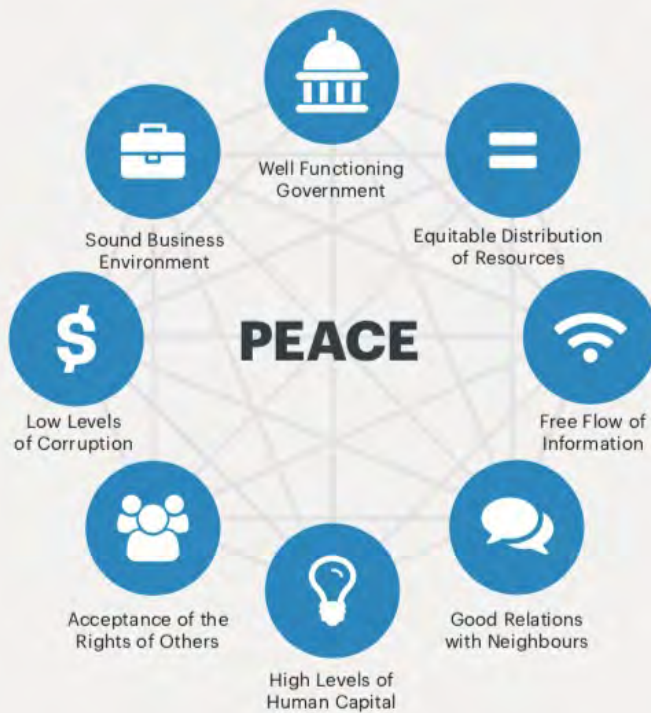 Well Functioning
Government
Equitable Distribution
of Resources
Free Flow of
Information
Good Relations
with Neighbours
High Levels of
Human Capital
Acceptance of the
Rights of Others
Low Levels
of Corruption
Sound Business
Environment
PEACE